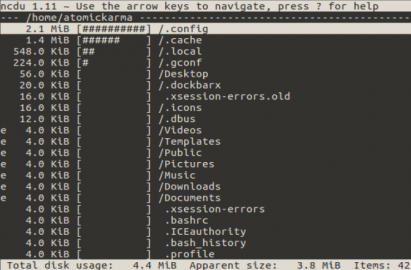 ncdu 1.11 ~ Use the arrow keys to navigate, press ? for help
--- /home/atomickarma ---------------------------------------
    2.1 MiB [##########] /.config
    1.4 MiB [######    ] /.cache
  548.0 KiB [##        ] /.local
  224.0 KiB [#         ] /.gconf
   56.0 KiB [          ] /Desktop
   20.0 KiB [          ] /.dockbarx
   16.0 KiB [          ]  .xsession-errors.old
   16.0 KiB [          ] /.icons
   12.0 KiB [          ] /.dbus
e   4.0 KiB [          ] /Videos
e   4.0 KiB [          ] /Templates
e   4.0 KiB [          ] /Public
e   4.0 KiB [          ] /Pictures
e   4.0 KiB [          ] /Music
e   4.0 KiB [          ] /Downloads
e   4.0 KiB [          ] /Documents
    4.0 KiB [          ]  .xsession-errors
    4.0 KiB [          ]  .bashrc
    4.0 KiB [          ]  .ICEauthority
    4.0 KiB [          ]  .bash_history
    4.0 KiB [          ]  .profile
 Total disk usage:   4.4 MiB  Apparent size:   3.8 MiB  Items: 42